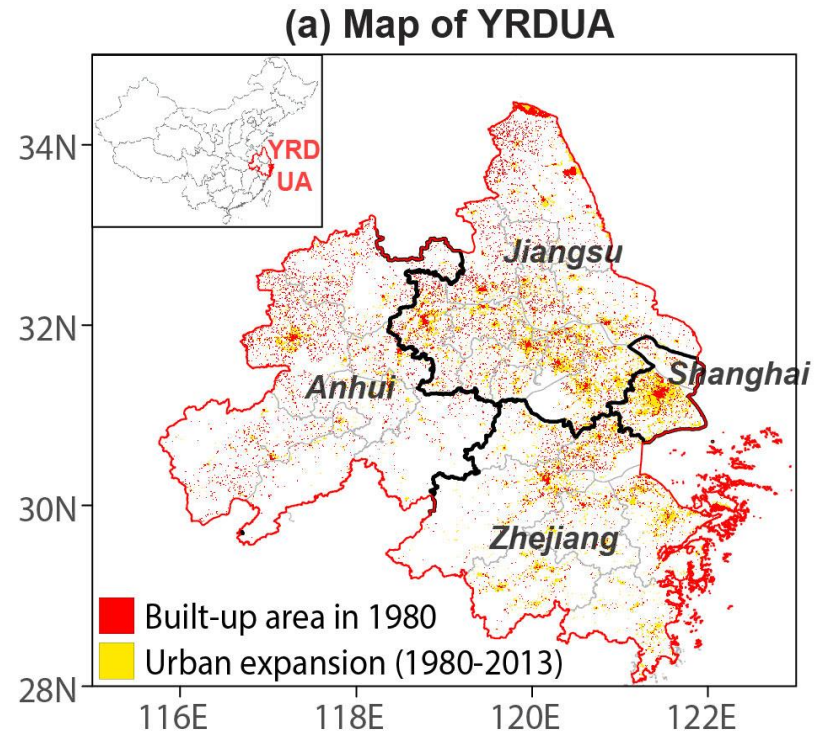 (a) Map of YRDUA
YRD
UA
34N
Jiangsu
32N
Shanghai
Anhui
30N
Zhejiang
Built-up area in 1980
Urban expansion (1980-2013)
28N
116E 118E 120E 122E